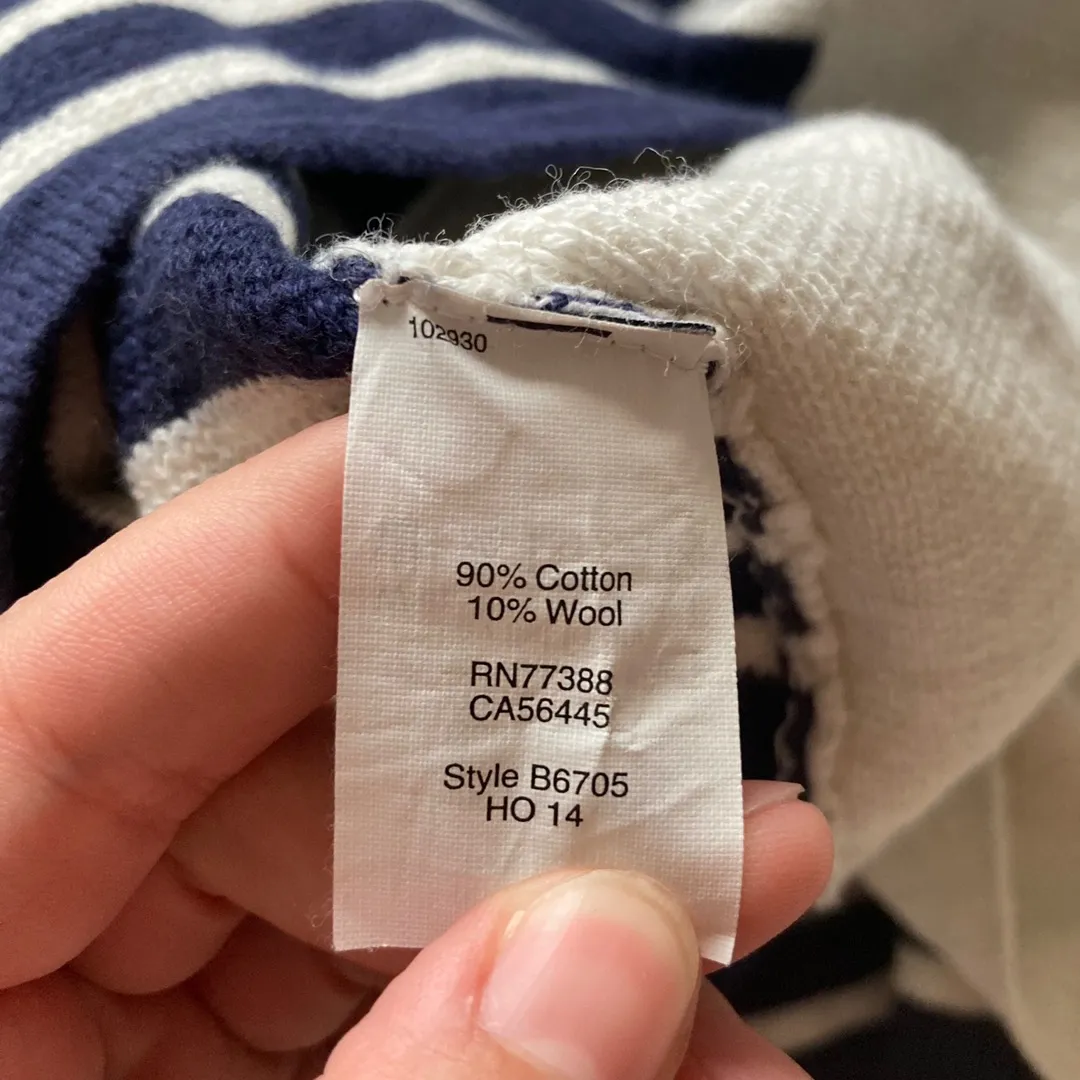 102930
90% Cotton
10% Wool
RN77388
CA56445
Style B6705
HO 14